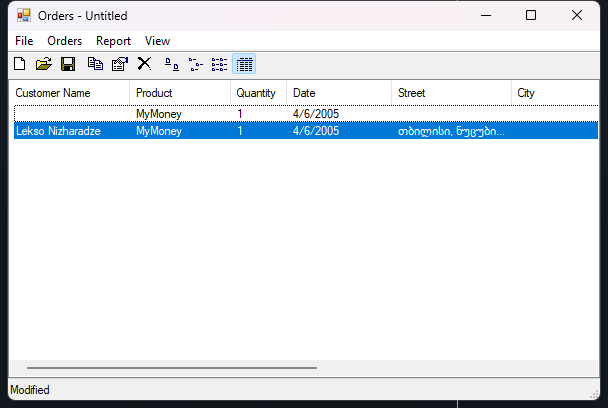 Orders - Untitled
File Orders Report View
Customer Name Product Quantity Date Street City
MyMoney 1 4/6/2005
Lekso Nizharadze MyMoney 1 4/6/2005 თბილისი, ნუცუბი...
Modified